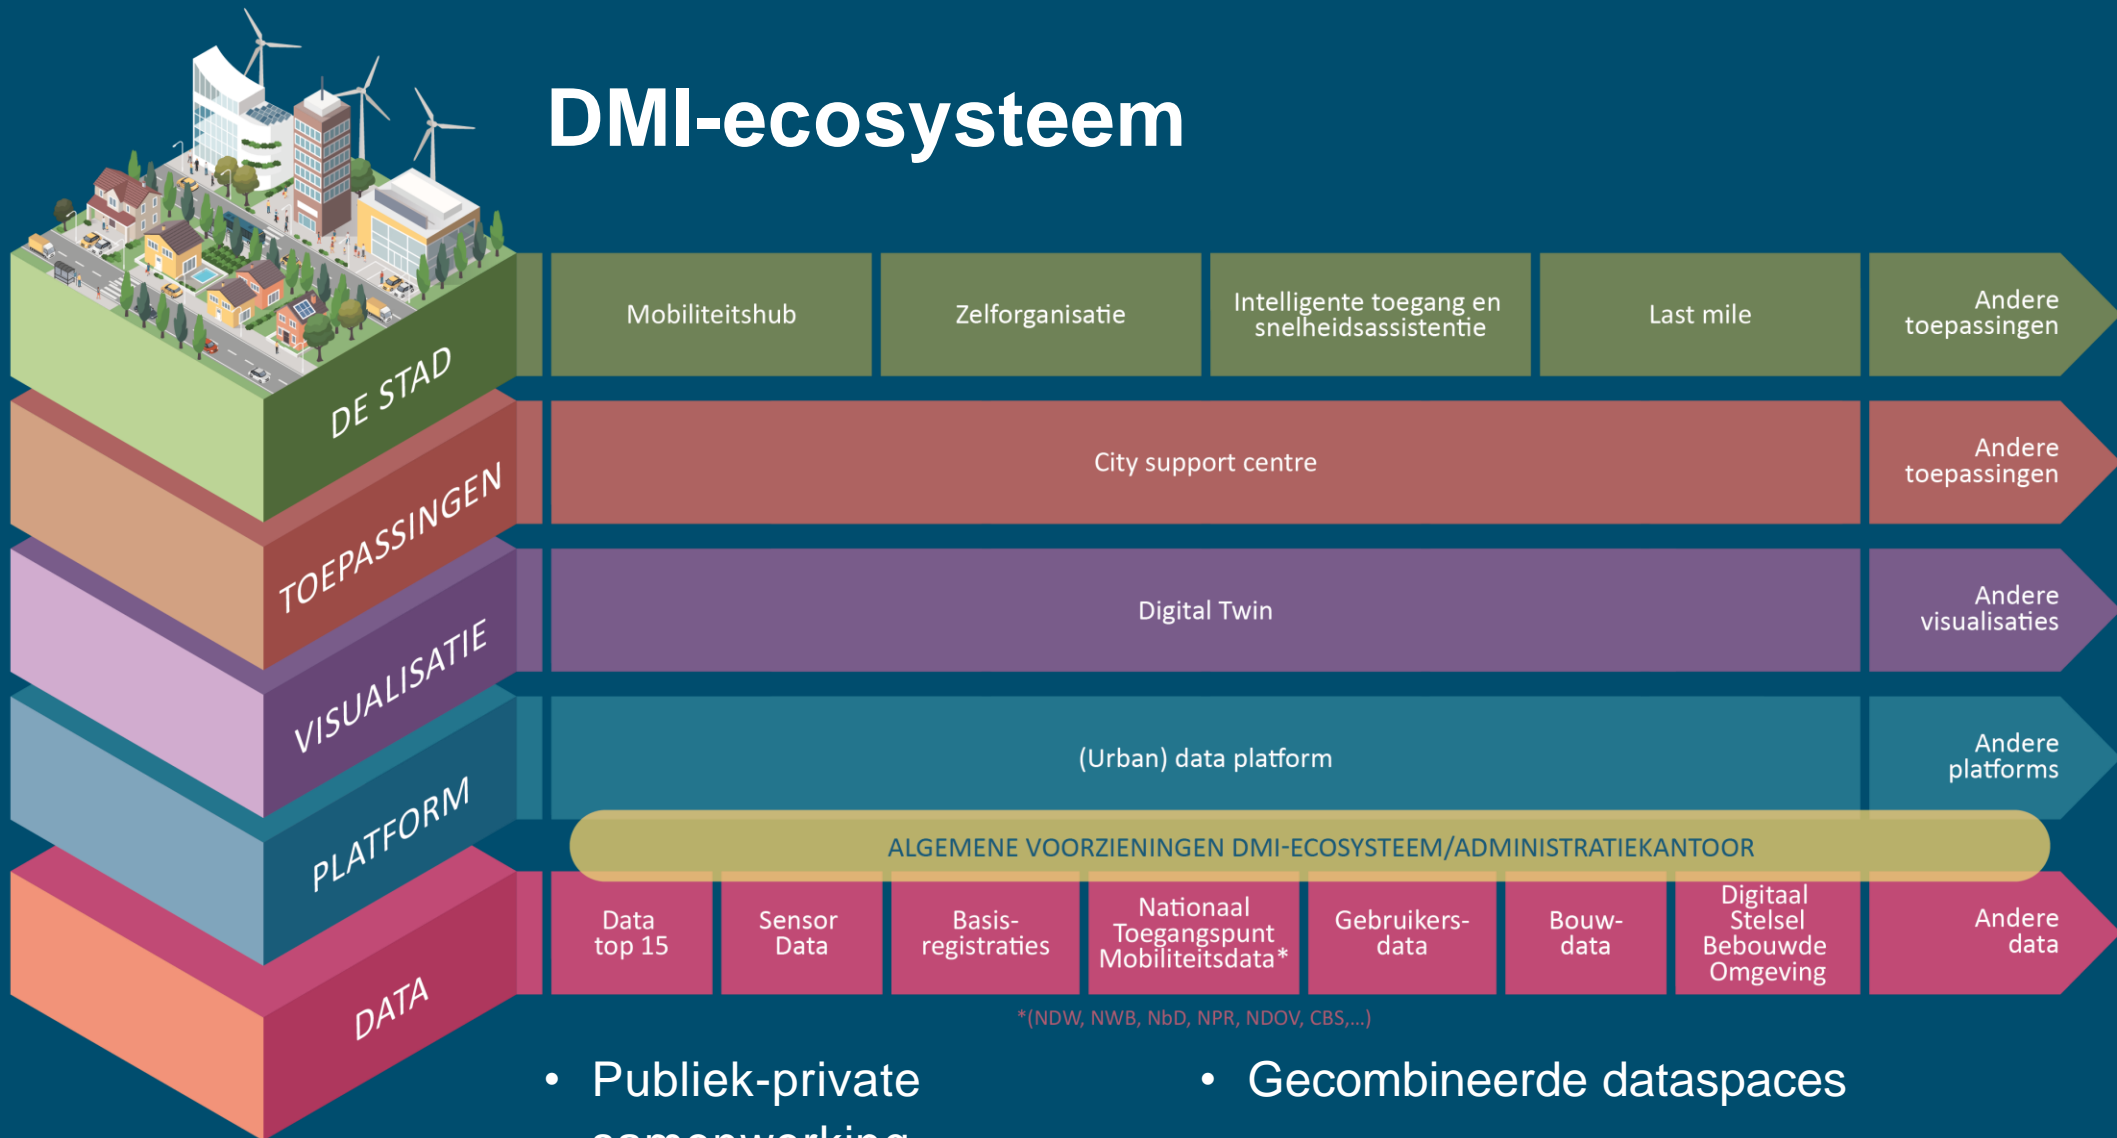 DMI-ecosysteem
DE STAD
Mobiliteitshub
Zelforganisatie
Intelligente toegang en
snelheidsassistentie
Last mile
Andere
toepassingen
TOEPASSINGEN
City support centre
Andere
toepassingen
VISUALISATIE
Digital Twin
Andere
visualisaties
PLATFORM
(Urban) data platform
Andere
platforms
ALGEMENE VOORZIENINGEN DMI-ECOSYSTEEM/ADMINISTRATIEKANTOOR
DATA
Data
top 15
Sensor
Data
Basis-
registraties
Nationaal
Toegangspunt
Mobiliteitsdata*
Gebruikers-
data
Bouw-
data
Digitaal
Stelsel
Bebouwde
Omgeving
Andere
data
*(NDW, NWB, NbD, NPR, NDOV, CBS,...)
• Publiek-private
samenwerking
• Gecombineerde dataspaces